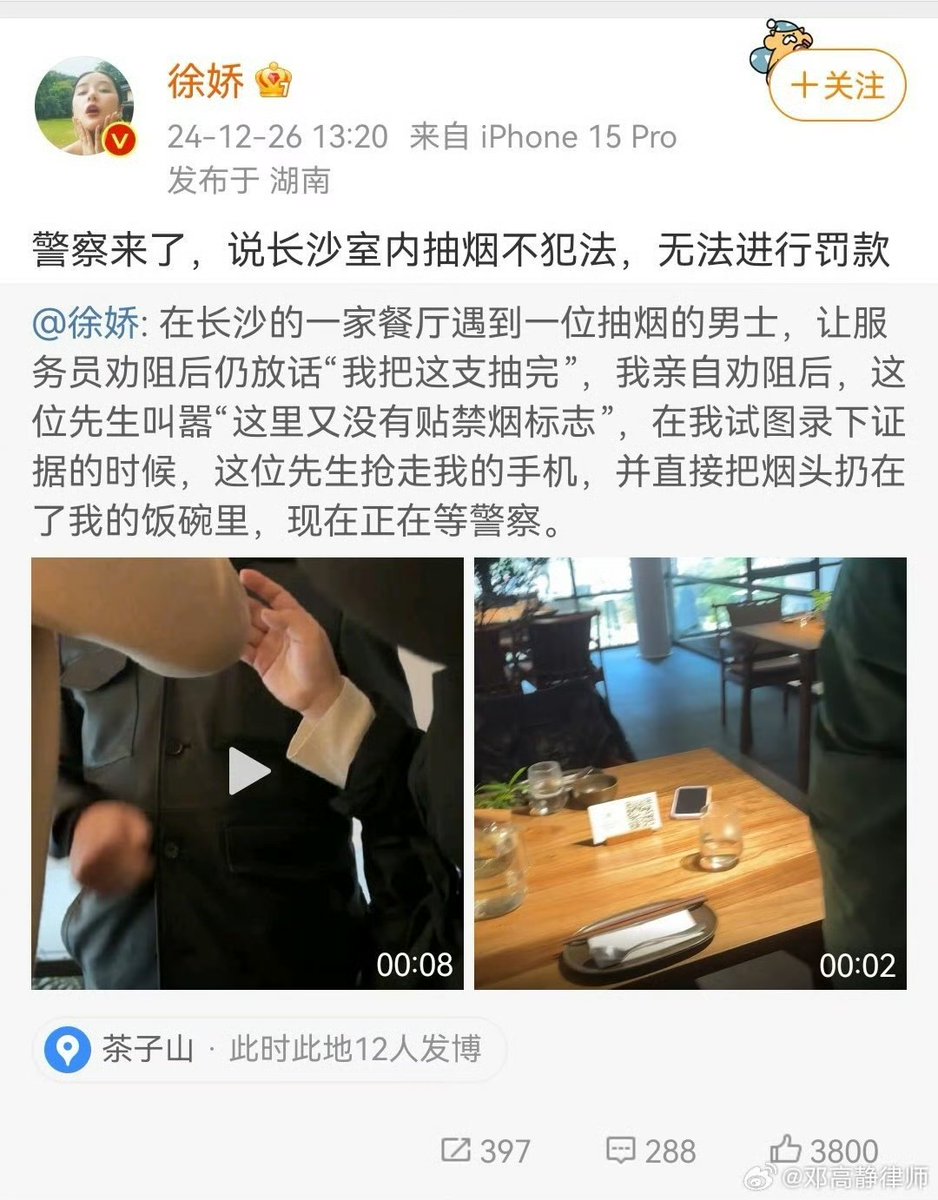 徐娇
十关注
24-12-26 13:20 来自 iPhone 15 Pro
发布于 湖南
警察来了，说长沙室内抽烟不犯法，无法进行罚款
@徐娇: 在长沙的一家餐厅遇到一位抽烟的男士，让服
务员劝阻后仍放话“我把这支抽完”，我亲自劝阻后，这
位先生叫嚣“这里又没有贴禁烟标志”，在我试图录下证
据的时候，这位先生抢走我的手机，并直接把烟头扔在
了我的饭碗里，现在正在等警察。
00:08
00:02
茶子山 · 此时此地12人发博
397
288
3800
@邓高静律师